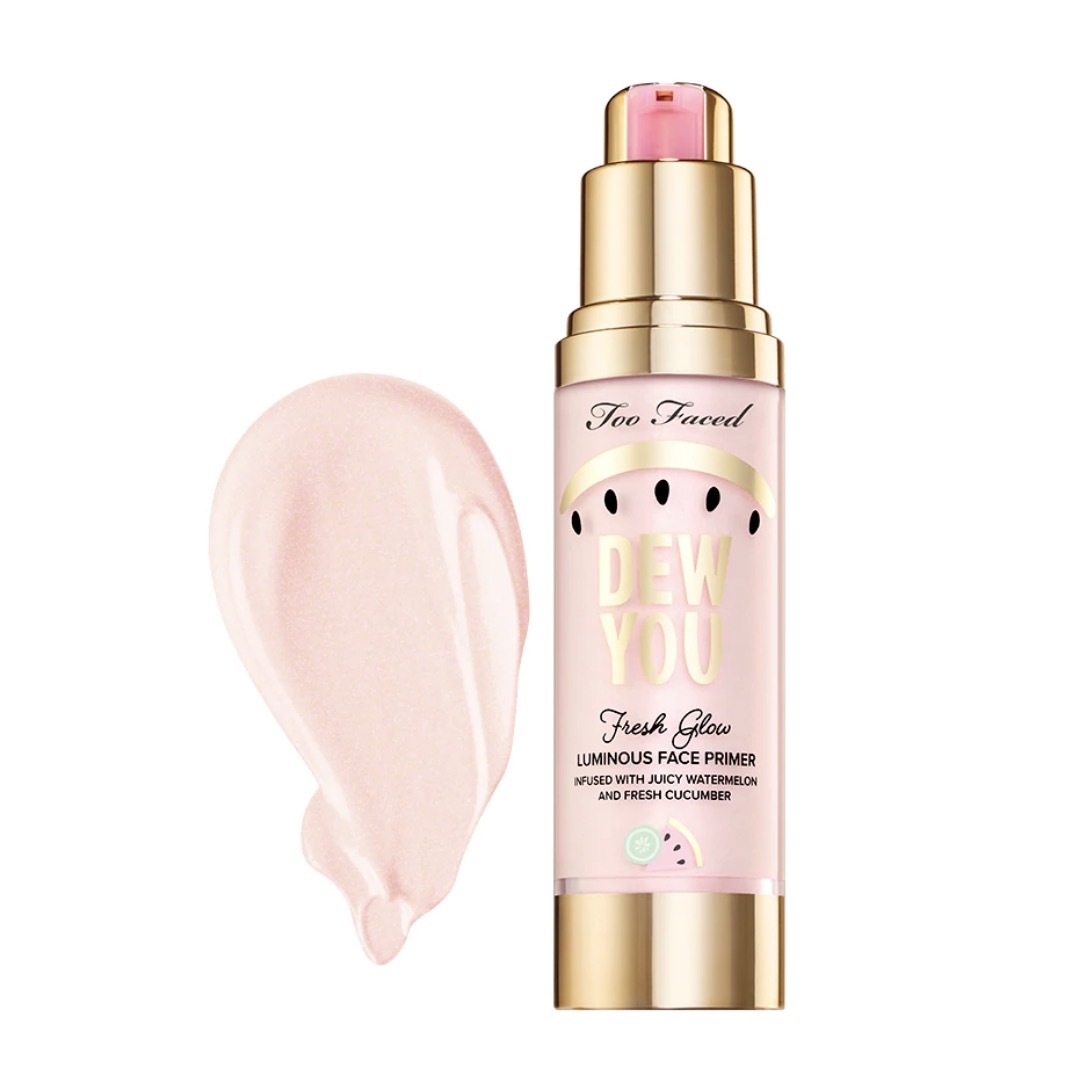 Too Faced
DEW
YOU
Fresh Glow
LUMINOUS FACE PRIMER
INFUSED WITH JUICY WATERMELON
AND FRESH CUCUMBER